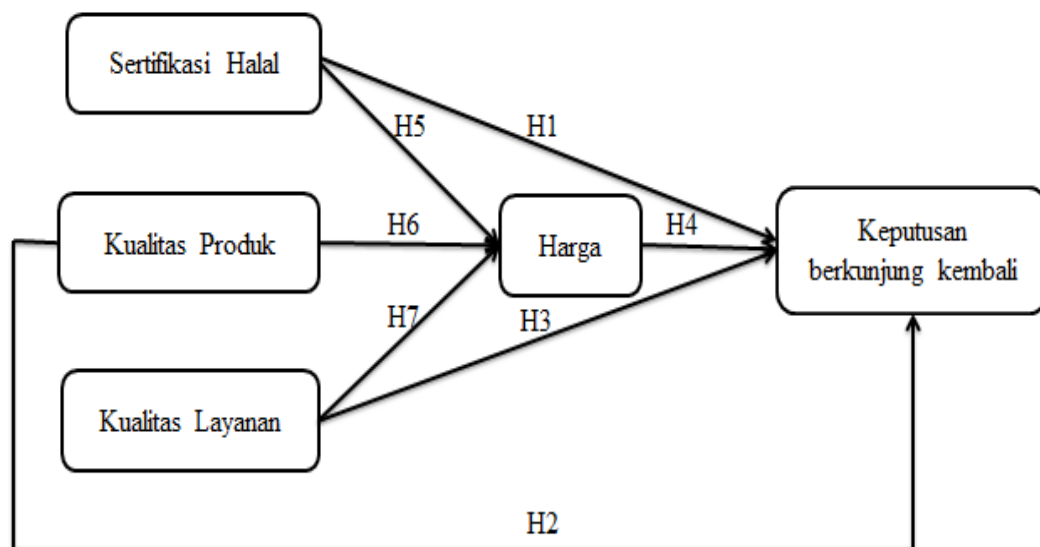 Sertifikasi Halal
H5
H1
Kualitas Produk
H6
Harga
H4
Keputusan
berkunjung kembali
H7
H3
Kualitas Layanan
H2